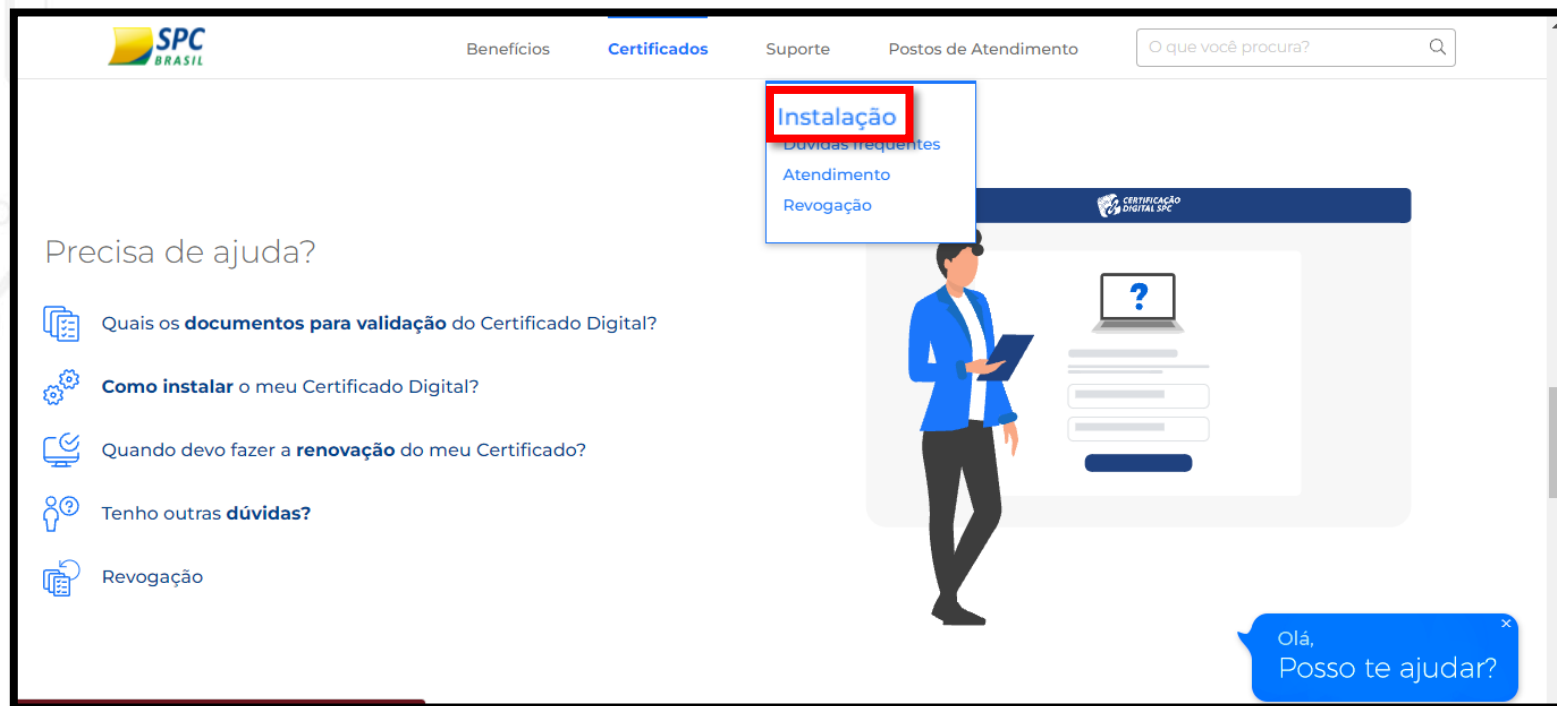 SPC
BRASIL
Benefícios
Certificados
Suporte
Postos de Atendimento
O que você procura?
Instalação
Dúvidas frequentes
Atendimento
Revogação
CERTIFICAÇÃO
DIGITAL SPC
Precisa de ajuda?
?
Quais os documentos para validação do Certificado Digital?
Como instalar o meu Certificado Digital?
Quando devo fazer a renovação do meu Certificado?
Tenho outras dúvidas?
Revogação
Olá,
Posso te ajudar?